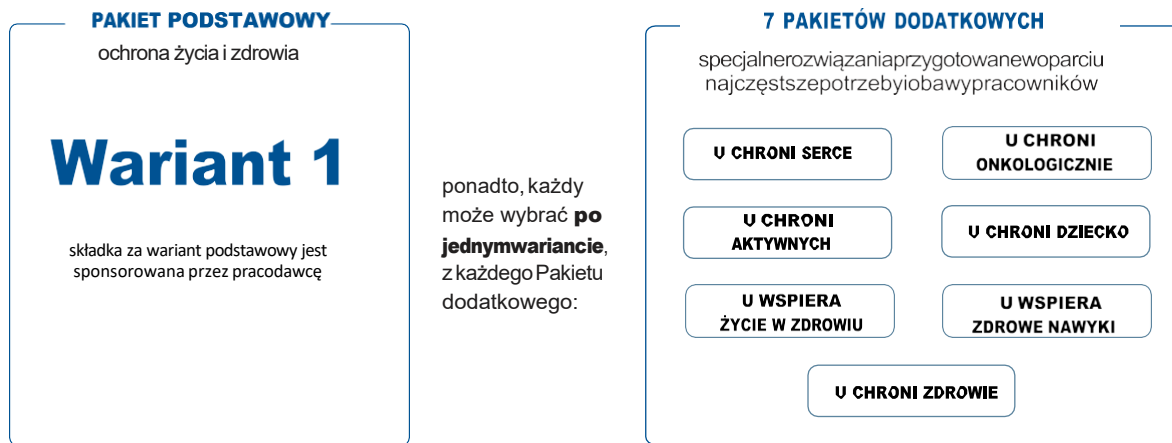 PAKIET PODSTAWOWY
ochrona życia i zdrowia
Wariant 1
składka za wariant podstawowy jest
sponsorowana przez pracodawcę
ponadto, każdy
może wybrać po
jednymwariancie,
z każdego Pakietu
dodatkowego:
7 PAKIETÓW DODATKOWYCH
specjalnerozwiązaniaprzygotowanewoparciu
najczęstszepotrzebyiobawypracowników
U CHRONI SERCE
U CHRONI
ONKOLOGICZNIE
U CHRONI
AKTYWNYCH
U CHRONI DZIECKO
U WSPIERA
ŻYCIE W ZDROWIU
U WSPIERA
ZDROWE NAWYKI
U CHRONI ZDROWIE